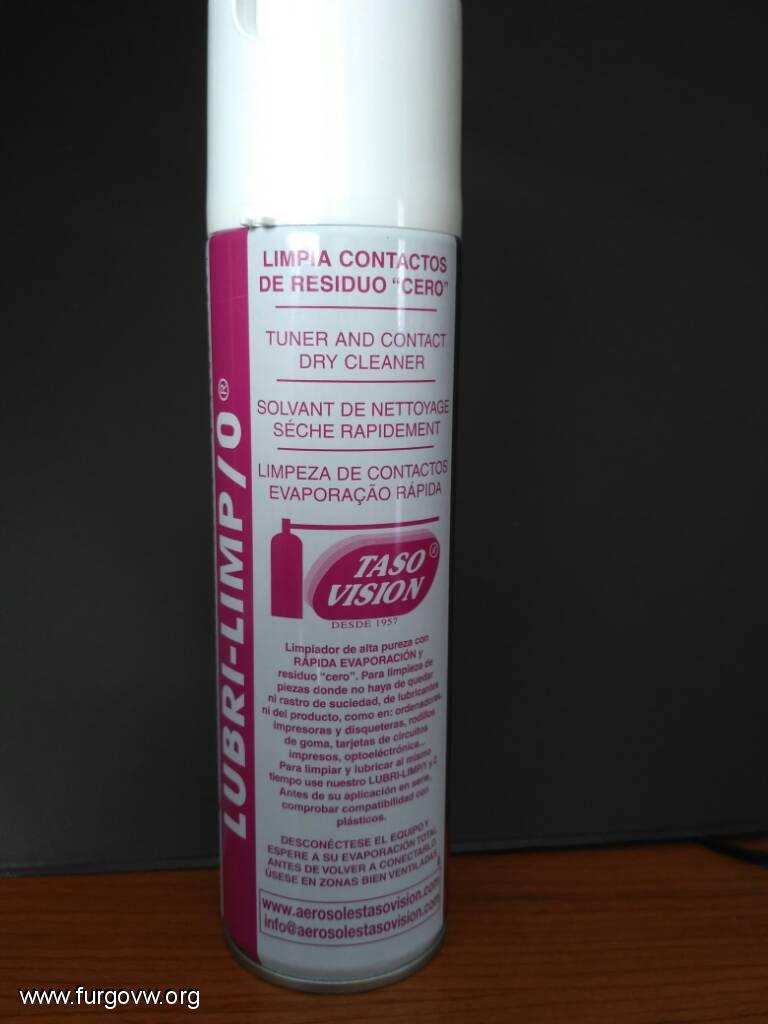 LIMPIA CONTACTOS
DE RESIDUO "CERO"
TUNER AND CONTACT
DRY CLEANER
SOLVANT DE NETTOYAGE
SÉCHE RAPIDEMENT
LIMPEZA DE CONTACTOS
EVAPORAÇÃO RÁPIDA
LUBRI-LIMP/0®
TASO
VISION
DESDE 1957
Limpiador de alta pureza con
RÁPIDA EVAPORACIÓN y
residuo "cero". Para limpieza de
piezas donde no haya de quedar
ni rastro de suciedad, de lubricantes
ni del producto, como en: ordenadores,
impresoras y disqueteras, rodillos
de goma, tarjetas de circuitos
impresos, optoeléctrónica...
Para limpiar y lubricar al mismo
tiempo use nuestro LUBRI-LIMP/1 y 2
Antes de su aplicación en serie,
comprobar compatibilidad con
plásticos.
DESCONÉCTESE EL EQUIPO Y
ESPERE A SU EVAPORACIÓN TOTAL
ANTES DE VOLVER A CONECTARLO.
ÚSESE EN ZONAS BIEN VENTILADAS.
www.aerosolestasovision.com
info@aerosolestasovision.com
www.furgovw.org